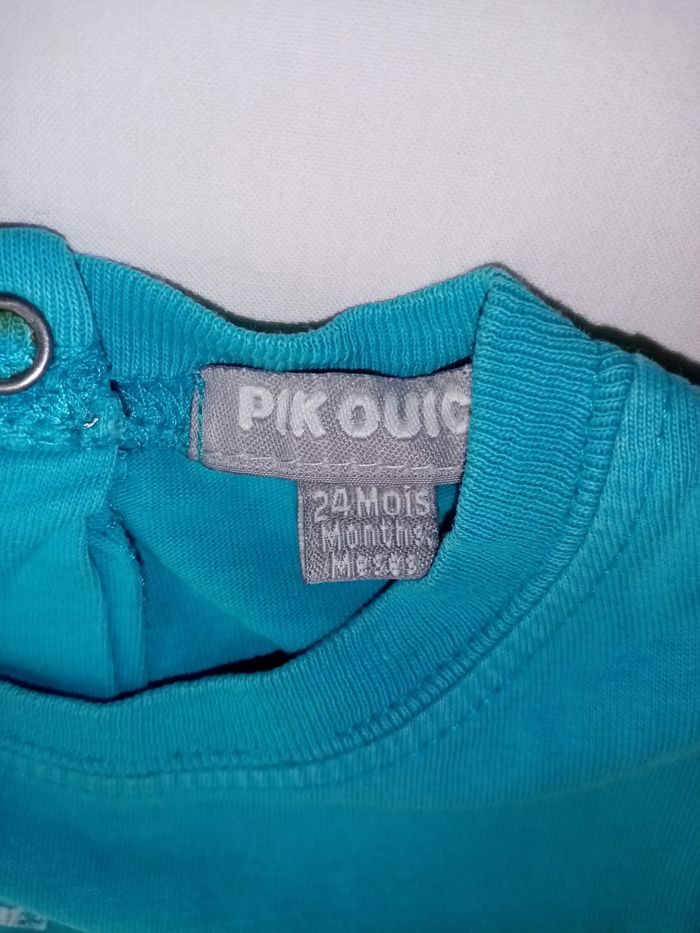 PIK OUIC
24 Mois
Months
Meses